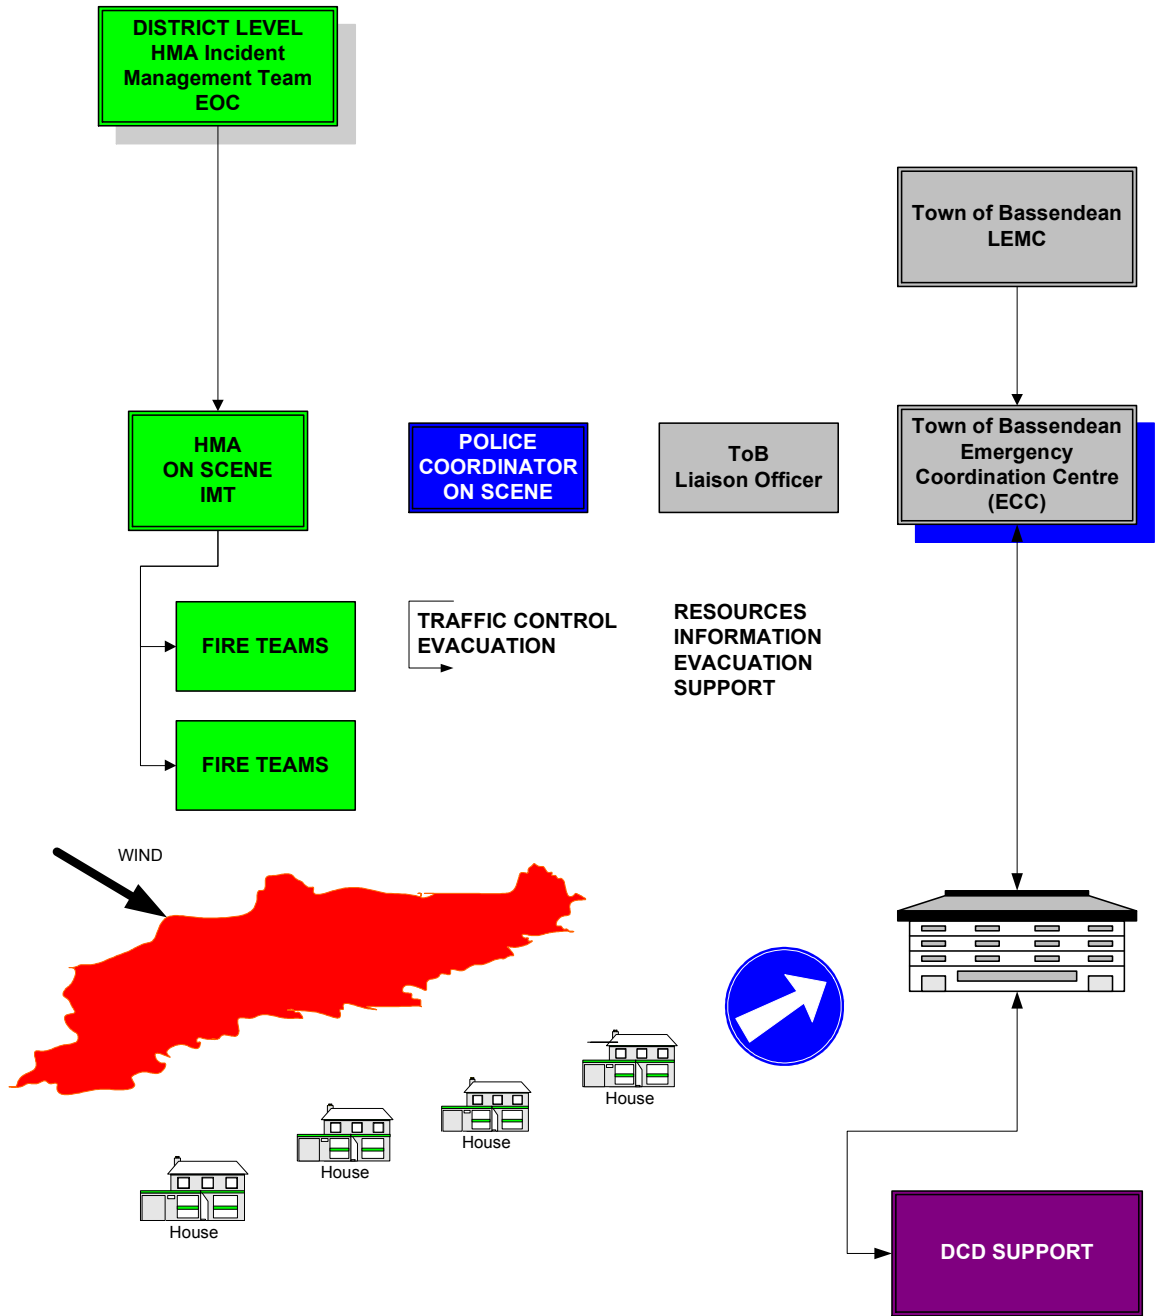 DISTRICT LEVEL
HMA Incident
Management Team
EOC
Town of Bassendean
LEMC
HMA
ON SCENE
IMT
POLICE
COORDINATOR
ON SCENE
ToB
Liaison Officer
Town of Bassendean
Emergency
Coordination Centre
(ECC)
FIRE TEAMS
TRAFFIC CONTROL
EVACUATION
RESOURCES
INFORMATION
EVACUATION
SUPPORT
FIRE TEAMS
WIND
House
House
House
House
DCD SUPPORT